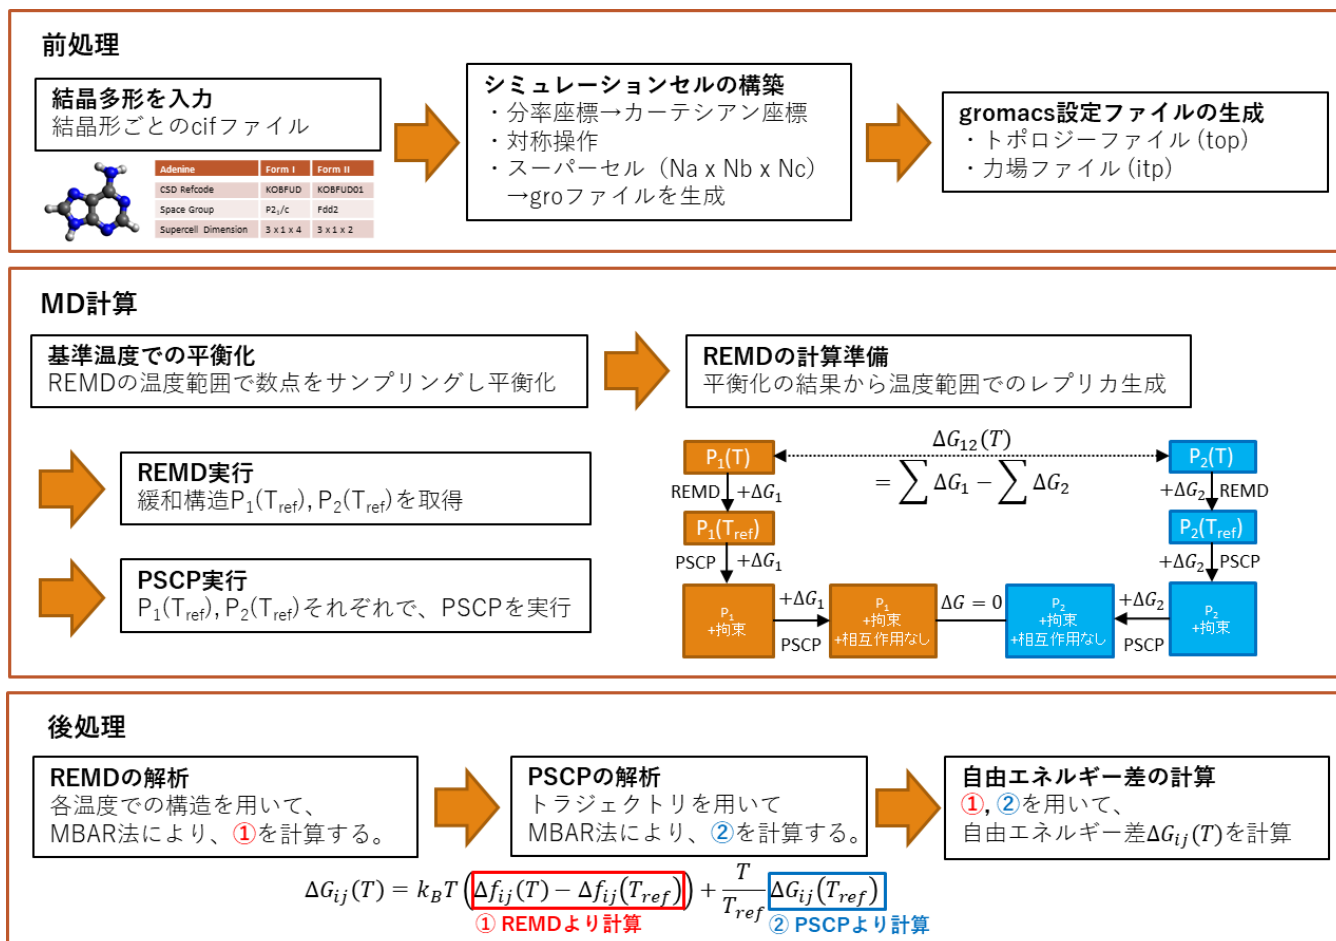 前処理
結晶多形を入力
結晶形ごとのcifファイル
Adenine Form I Form II
CSD Refcode KOBFUD KOBFUD01
Space Group P2₁/c Fdd2
Supercell Dimension 3 x 1 x 4 3 x 1 x 2
シミュレーションセルの構築
・分率座標→カーテシアン座標
・対称操作
・スーパーセル（Na x Nb x Nc）
→groファイルを生成
gromacs設定ファイルの生成
・トポロジーファイル (top)
・力場ファイル (itp)
MD計算
基準温度での平衡化
REMDの温度範囲で数点をサンプリングし平衡化
REMDの計算準備
平衡化の結果から温度範囲でのレプリカ生成
REMD実行
緩和構造P₁(T_ref), P₂(T_ref)を取得
PSCP実行
P₁(T_ref), P₂(T_ref)それぞれで、PSCPを実行
P₁(T) ΔG₁₂(T) P₂(T)
= ∑ ΔG₁ − ∑ ΔG₂
REMD +ΔG₁ +ΔG₂ REMD
P₁(T_ref) P₂(T_ref)
PSCP +ΔG₁ +ΔG₂ PSCP
P₁
+拘束
+ΔG₁
PSCP
P₁
+拘束
+相互作用なし
ΔG = 0
P₂
+拘束
+相互作用なし
+ΔG₂
PSCP
P₂
+拘束
後処理
REMDの解析
各温度での構造を用いて、
MBAR法により、①を計算する。
PSCPの解析
トラジェクトリを用いて
MBAR法により、②を計算する。
自由エネルギー差の計算
①, ②を用いて、
自由エネルギー差ΔG_ij(T)を計算
ΔG_ij(T) = k_B T (Δf_ij(T) − Δf_ij(T_ref)) + T/T_ref ΔG_ij(T_ref)
① REMDより計算 ② PSCPより計算